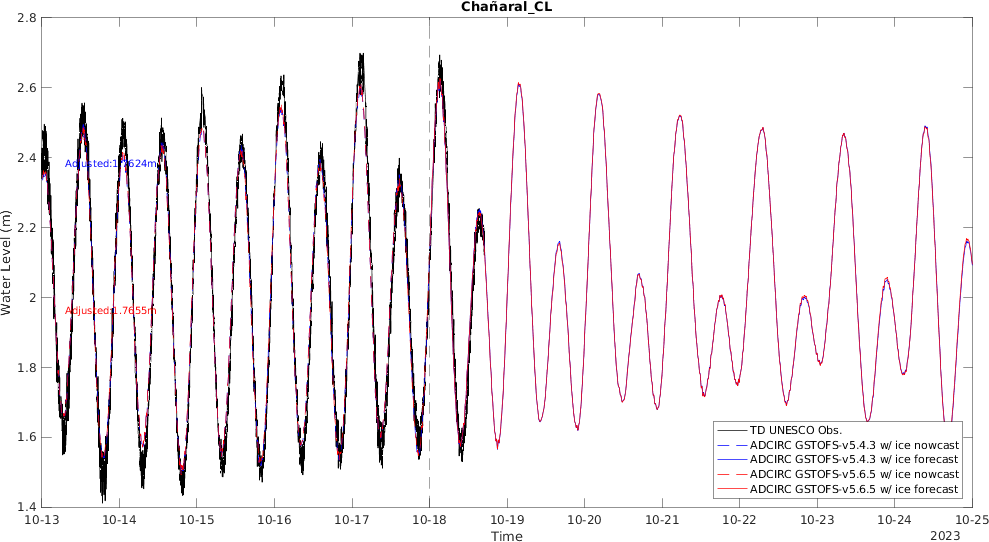 Chañaral_CL
2.8
2.6
2.4
2.2
2
1.8
1.6
1.4
Water Level (m)
Adjusted:1.7624m
Adjusted:1.7655m
TD UNESCO Obs.
ADCIRC GSTOFS-v5.4.3 w/ ice nowcast
ADCIRC GSTOFS-v5.4.3 w/ ice forecast
ADCIRC GSTOFS-v5.6.5 w/ ice nowcast
ADCIRC GSTOFS-v5.6.5 w/ ice forecast
10-13 10-14 10-15 10-16 10-17 10-18 10-19 10-20 10-21 10-22 10-23 10-24 10-25
Time
2023